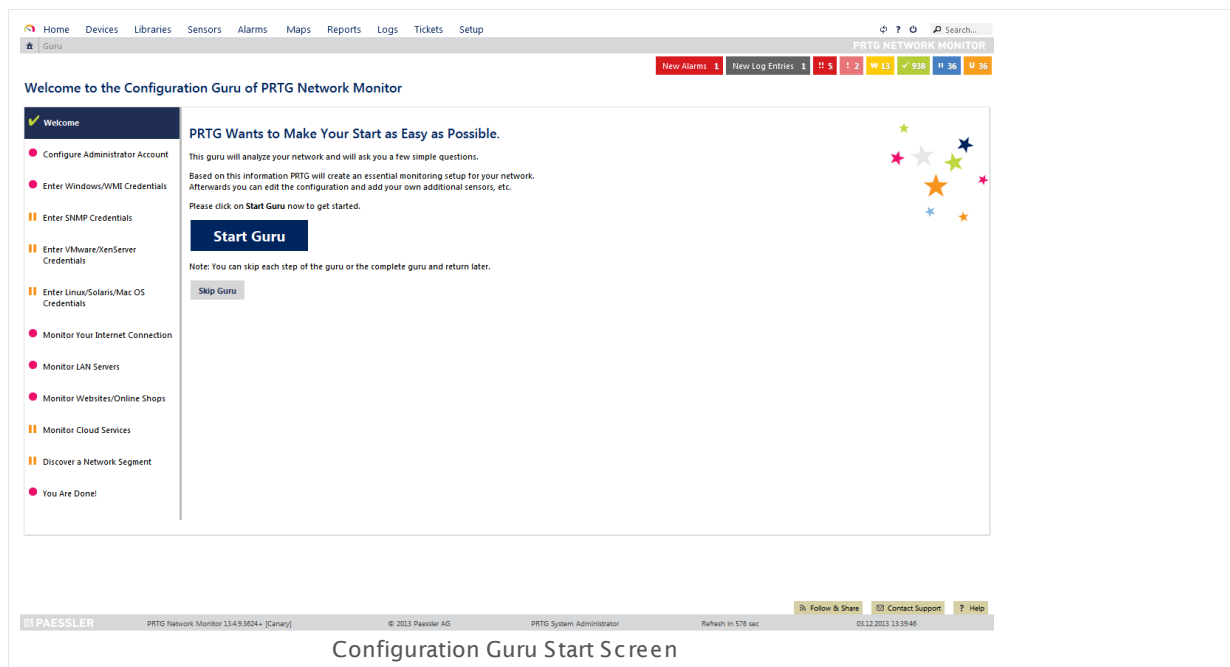 Home Devices Libraries Sensors Alarms Maps Reports Logs Tickets Setup ? Search...
Guru PRTG NETWORK MONITOR
New Alarms 1 New Log Entries 1 !! 5 ! 2 W 13 ✓ 938 II 36 U 36
Welcome to the Configuration Guru of PRTG Network Monitor
Welcome
Configure Administrator Account
Enter Windows/WMI Credentials
Enter SNMP Credentials
Enter VMware/XenServer
Credentials
Enter Linux/Solaris/Mac OS
Credentials
Monitor Your Internet Connection
Monitor LAN Servers
Monitor Websites/Online Shops
Monitor Cloud Services
Discover a Network Segment
You Are Done!
PRTG Wants to Make Your Start as Easy as Possible.
This guru will analyze your network and will ask you a few simple questions.
Based on this information PRTG will create an essential monitoring setup for your network.
Afterwards you can edit the configuration and add your own additional sensors, etc.
Please click on Start Guru now to get started.
Start Guru
Note: You can skip each step of the guru or the complete guru and return later.
Skip Guru
Follow & Share Contact Support ? Help
PAESSLER PRTG Network Monitor 13.4.9.3624+ [Canary] © 2013 Paessler AG PRTG System Administrator Refresh in 576 sec 03.12.2013 13:39:46
Configuration Guru Start Screen